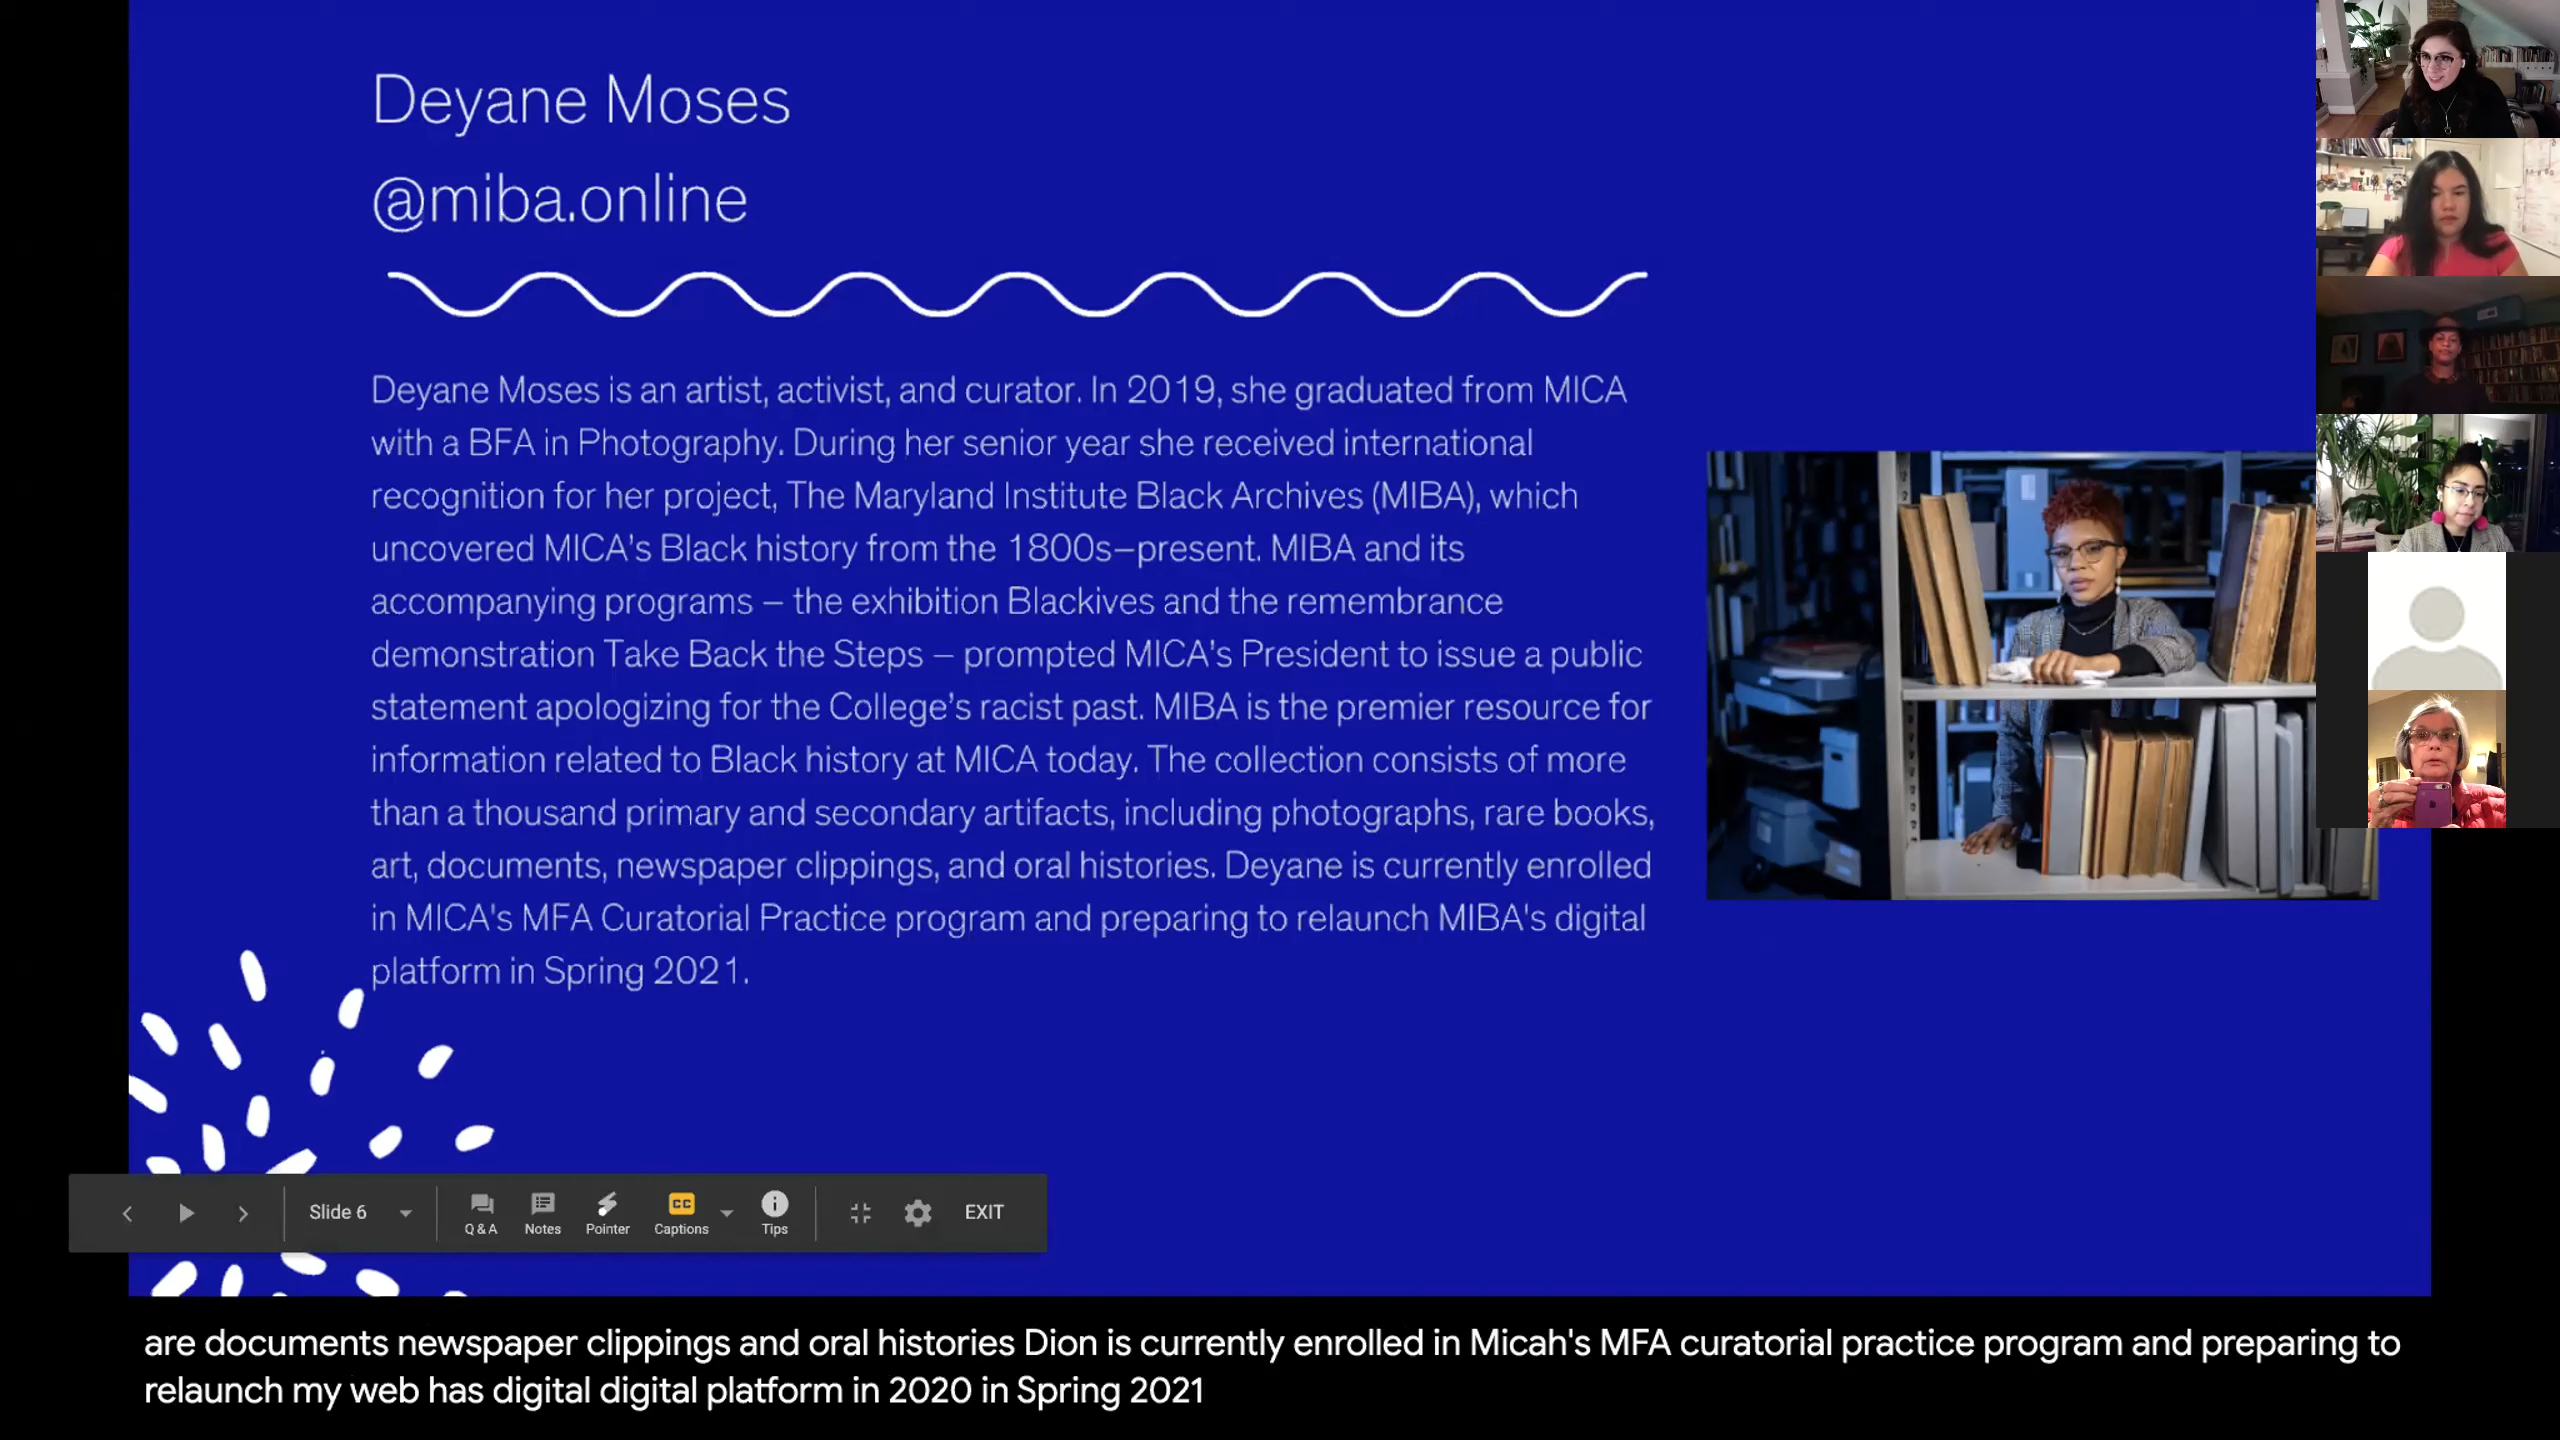 Deyane Moses
@miba.online
Deyane Moses is an artist, activist, and curator. In 2019, she graduated from MICA
with a BFA in Photography. During her senior year she received international
recognition for her project, The Maryland Institute Black Archives (MIBA), which
uncovered MICA's Black history from the 1800s–present. MIBA and its
accompanying programs – the exhibition Blackives and the remembrance
demonstration Take Back the Steps – prompted MICA's President to issue a public
statement apologizing for the College's racist past. MIBA is the premier resource for
information related to Black history at MICA today. The collection consists of more
than a thousand primary and secondary artifacts, including photographs, rare books,
art, documents, newspaper clippings, and oral histories. Deyane is currently enrolled
in MICA's MFA Curatorial Practice program and preparing to relaunch MIBA's digital
platform in Spring 2021.
Slide 6
Q & A
Notes
Pointer
CC
Captions
Tips
EXIT
are documents newspaper clippings and oral histories Dion is currently enrolled in Micah's MFA curatorial practice program and preparing to
relaunch my web has digital digital platform in 2020 in Spring 2021